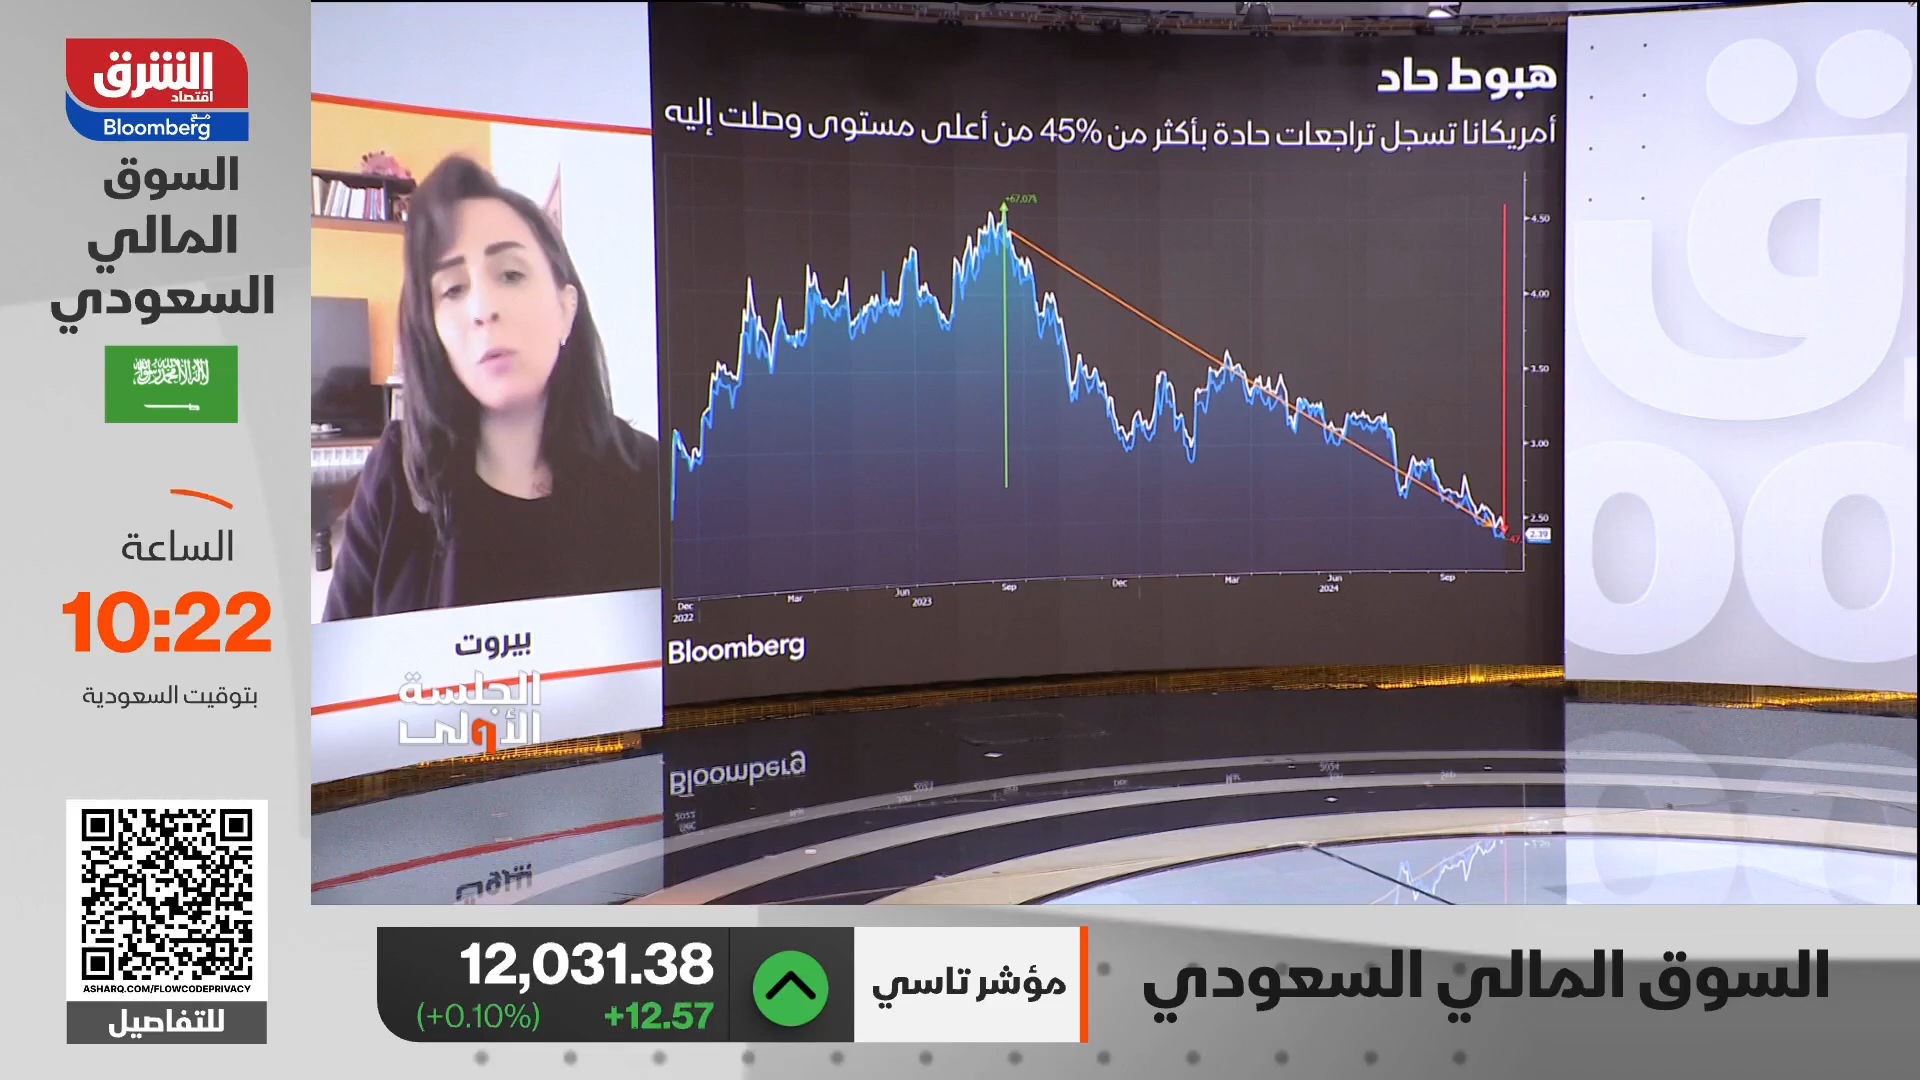 الشرق
اقتصاد
مع
Bloomberg
السوق
المالي
السعودي
الساعة
10:22
بتوقيت السعودية
ASHARQ.COM/FLOWCODEPRIVACY
للتفاصيل
هبوط حاد
أمريكانا تسجل تراجعات حادة بأكثر من 45% من أعلى مستوى وصلت إليه
+67.07%
4.50
4.00
3.50
3.00
2.50
2.39
Dec Mar Jun Sep Dec Mar Jun Sep
2022 2023 2024
Bloomberg
بيروت
الجلسة
الأولى
السوق المالي السعودي
مؤشر تاسي
12,031.38
+12.57 (+0.10%)